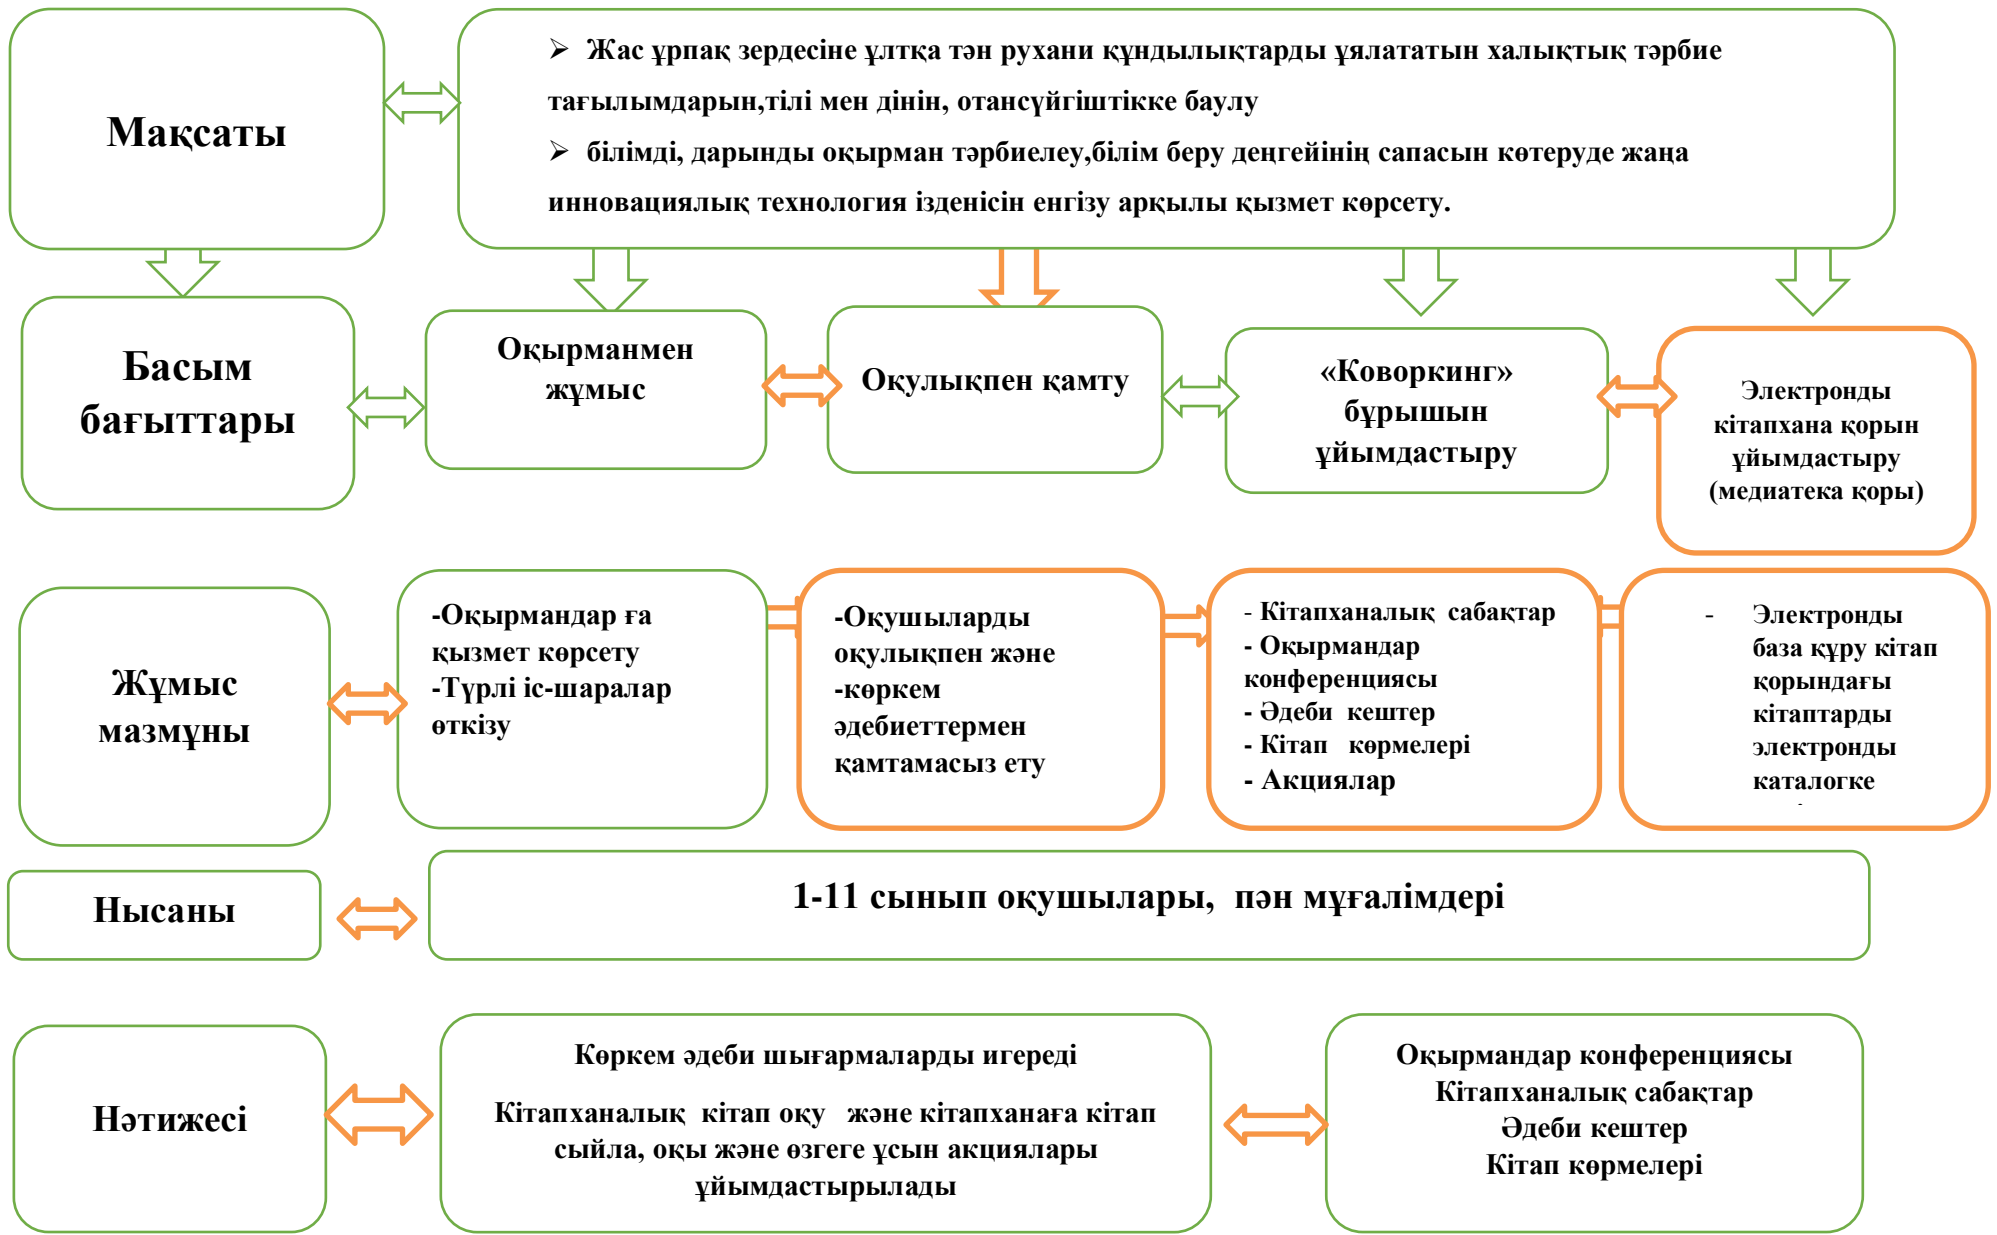 Мақсаты
➢ Жас ұрпақ зердесіне ұлтқа тән рухани құндылықтарды ұялататын халықтық тәрбие
тағылымдарын,тілі мен дінін, отансүйгіштікке баулу
➢ білімді, дарынды оқырман тәрбиелеу,білім беру деңгейінің сапасын көтеруде жаңа
инновациялық технология ізденісін енгізу арқылы қызмет көрсету.
Басым
бағыттары
Оқырманмен
жұмыс
Оқулықпен қамту
«Коворкинг»
бұрышын
ұйымдастыру
Электронды
кітапхана қорын
ұйымдастыру
(медиатека қоры)
Жұмыс
мазмұны
-Оқырмандар ға
қызмет көрсету
-Түрлі іс-шаралар
өткізу
-Оқушыларды
оқулықпен және
-көркем
әдебиеттермен
қамтамасыз ету
- Кітапханалық сабақтар
- Оқырмандар
конференциясы
- Әдеби кештер
- Кітап көрмелері
- Акциялар
- Электронды
база құру кітап
қорындағы
кітаптарды
электронды
каталогке
Нысаны
1-11 сынып оқушылары, пән мұғалімдері
Нәтижесі
Көркем әдеби шығармаларды игереді
Кітапханалық кітап оқу және кітапханаға кітап
сыйла, оқы және өзгеге ұсын акциялары
ұйымдастырылады
Оқырмандар конференциясы
Кітапханалық сабақтар
Әдеби кештер
Кітап көрмелері